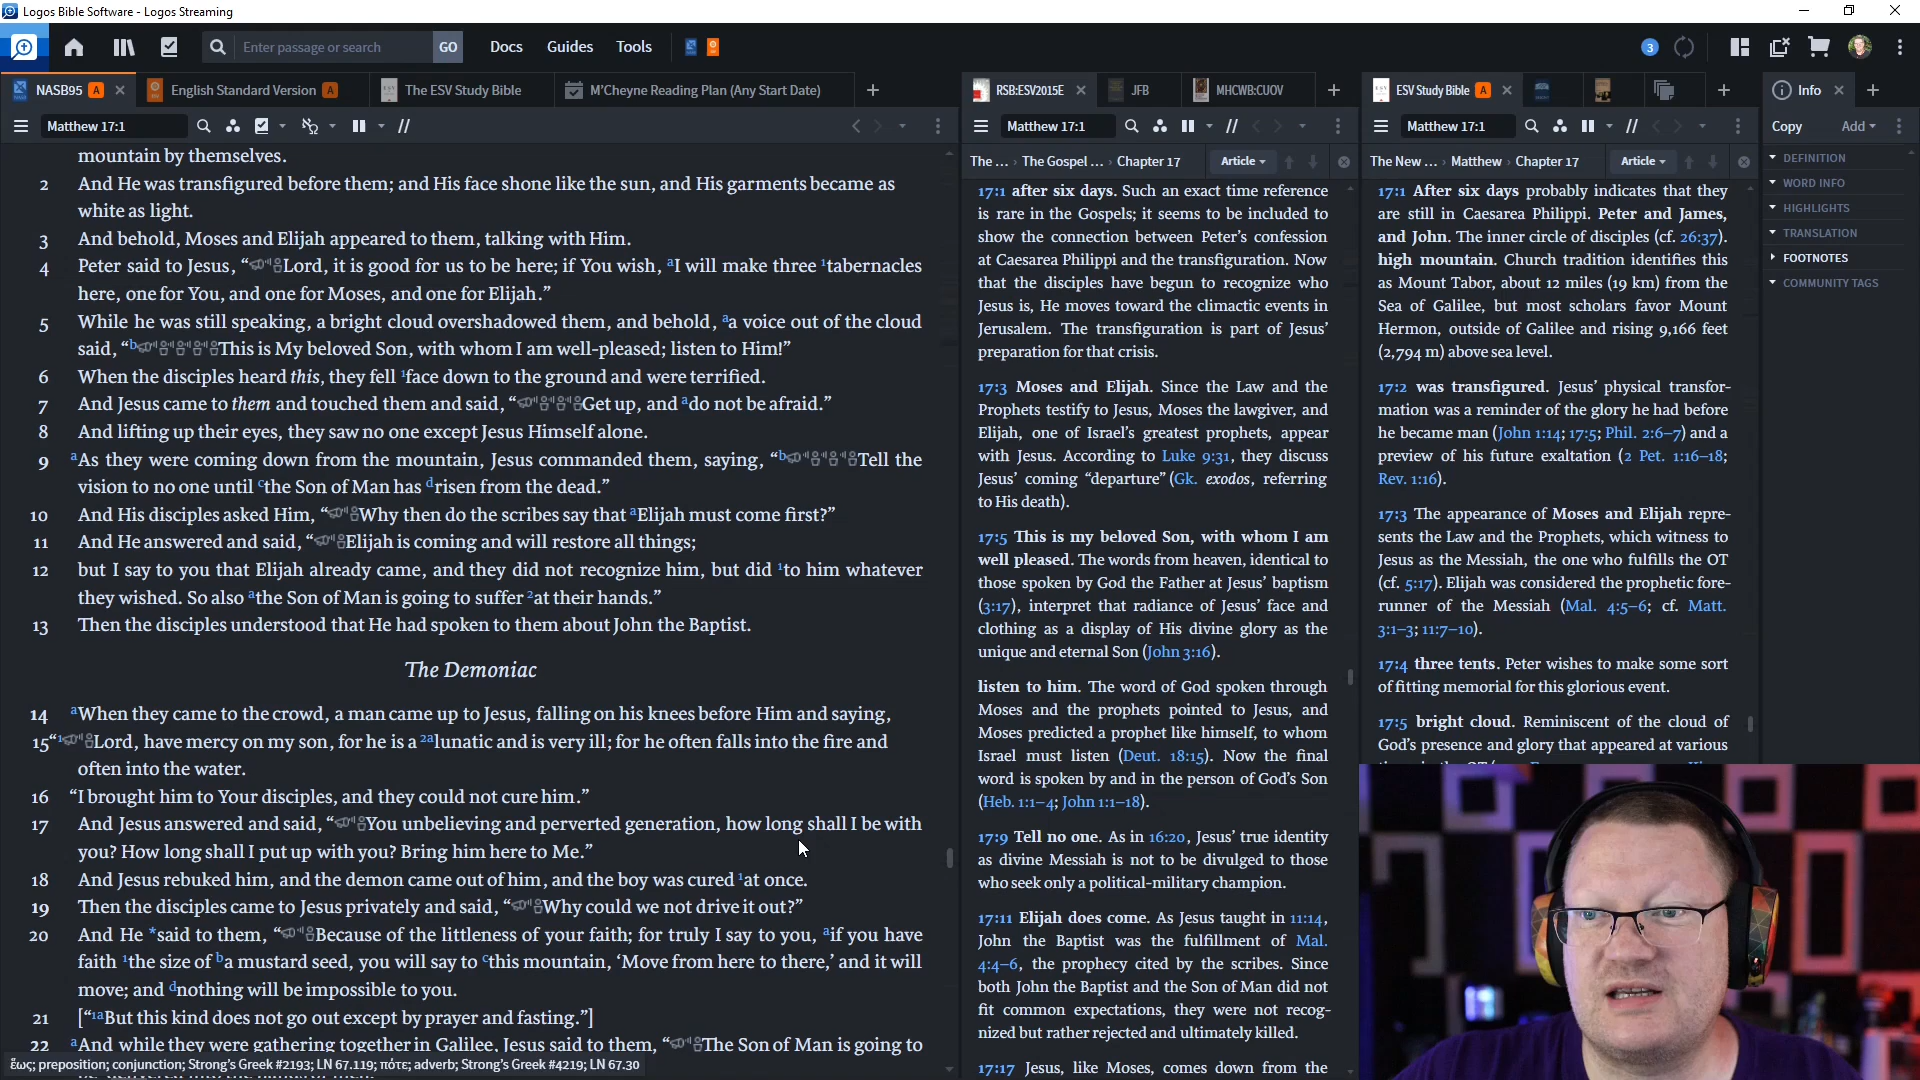 Logos Bible Software - Logos Streaming
Enter passage or search
GO
Docs
Guides
Tools
3
NASB95 A
English Standard Version A
The ESV Study Bible
M'Cheyne Reading Plan (Any Start Date)
Matthew 17:1
mountain by themselves.
2 And He was transfigured before them; and His face shone like the sun, and His garments became as
white as light.
3 And behold, Moses and Elijah appeared to them, talking with Him.
4 Peter said to Jesus, “Lord, it is good for us to be here; if You wish, aI will make three 1tabernacles
here, one for You, and one for Moses, and one for Elijah.”
5 While he was still speaking, a bright cloud overshadowed them, and behold, aa voice out of the cloud
said, “bThis is My beloved Son, with whom I am well-pleased; listen to Him!”
6 When the disciples heard this, they fell 1face down to the ground and were terrified.
7 And Jesus came to them and touched them and said, “Get up, and ado not be afraid.”
8 And lifting up their eyes, they saw no one except Jesus Himself alone.
9 aAs they were coming down from the mountain, Jesus commanded them, saying, “bTell the
vision to no one until cthe Son of Man has drisen from the dead.”
10 And His disciples asked Him, “Why then do the scribes say that aElijah must come first?”
11 And He answered and said, “Elijah is coming and will restore all things;
12 but I say to you that Elijah already came, and they did not recognize him, but did 1to him whatever
they wished. So also athe Son of Man is going to suffer 2at their hands.”
13 Then the disciples understood that He had spoken to them about John the Baptist.
The Demoniac
14 aWhen they came to the crowd, a man came up to Jesus, falling on his knees before Him and saying,
15 “1Lord, have mercy on my son, for he is a 2alunatic and is very ill; for he often falls into the fire and
often into the water.
16 “I brought him to Your disciples, and they could not cure him.”
17 And Jesus answered and said, “You unbelieving and perverted generation, how long shall I be with
you? How long shall I put up with you? Bring him here to Me.”
18 And Jesus rebuked him, and the demon came out of him, and the boy was cured 1at once.
19 Then the disciples came to Jesus privately and said, “Why could we not drive it out?”
20 And He *said to them, “Because of the littleness of your faith; for truly I say to you, aif you have
faith 1the size of ba mustard seed, you will say to cthis mountain, ‘Move from here to there,’ and it will
move; and dnothing will be impossible to you.
21 [“1aBut this kind does not go out except by prayer and fasting.”]
22 aAnd while they were gathering together in Galilee, Jesus said to them, “The Son of Man is going to
ἕως; preposition; conjunction; Strong's Greek #2193; LN 67.119; πότε; adverb; Strong's Greek #4219; LN 67.30
RSB:ESV2015E
JFB
MHCWB:CUOV
Matthew 17:1
The ... › The Gospel ... › Chapter 17
Article
17:1 after six days. Such an exact time reference
is rare in the Gospels; it seems to be included to
show the connection between Peter’s confession
at Caesarea Philippi and the transfiguration. Now
that the disciples have begun to recognize who
Jesus is, He moves toward the climactic events in
Jerusalem. The transfiguration is part of Jesus’
preparation for that crisis.
17:3 Moses and Elijah. Since the Law and the
Prophets testify to Jesus, Moses the lawgiver, and
Elijah, one of Israel’s greatest prophets, appear
with Jesus. According to Luke 9:31, they discuss
Jesus’ coming “departure” (Gk. exodos, referring
to His death).
17:5 This is my beloved Son, with whom I am
well pleased. The words from heaven, identical to
those spoken by God the Father at Jesus’ baptism
(3:17), interpret that radiance of Jesus’ face and
clothing as a display of His divine glory as the
unique and eternal Son (John 3:16).
listen to him. The word of God spoken through
Moses and the prophets pointed to Jesus, and
Moses predicted a prophet like himself, to whom
Israel must listen (Deut. 18:15). Now the final
word is spoken by and in the person of God’s Son
(Heb. 1:1–4; John 1:1–18).
17:9 Tell no one. As in 16:20, Jesus’ true identity
as divine Messiah is not to be divulged to those
who seek only a political-military champion.
17:11 Elijah does come. As Jesus taught in 11:14,
John the Baptist was the fulfillment of Mal.
4:4–6, the prophecy cited by the scribes. Since
both John the Baptist and the Son of Man did not
fit common expectations, they were not recog-
nized but rather rejected and ultimately killed.
17:17 Jesus, like Moses, comes down from the
ESV Study Bible A
Matthew 17:1
The New ... › Matthew › Chapter 17
Article
17:1 After six days probably indicates that they
are still in Caesarea Philippi. Peter and James,
and John. The inner circle of disciples (cf. 26:37).
high mountain. Church tradition identifies this
as Mount Tabor, about 12 miles (19 km) from the
Sea of Galilee, but most scholars favor Mount
Hermon, outside of Galilee and rising 9,166 feet
(2,794 m) above sea level.
17:2 was transfigured. Jesus’ physical transfor-
mation was a reminder of the glory he had before
he became man (John 1:14; 17:5; Phil. 2:6–7) and a
preview of his future exaltation (2 Pet. 1:16–18;
Rev. 1:16).
17:3 The appearance of Moses and Elijah repre-
sents the Law and the Prophets, which witness to
Jesus as the Messiah, the one who fulfills the OT
(cf. 5:17). Elijah was considered the prophetic fore-
runner of the Messiah (Mal. 4:5–6; cf. Matt.
3:1–3; 11:7–10).
17:4 three tents. Peter wishes to make some sort
of fitting memorial for this glorious event.
17:5 bright cloud. Reminiscent of the cloud of
God’s presence and glory that appeared at various
Info
Copy
Add
DEFINITION
WORD INFO
HIGHLIGHTS
TRANSLATION
FOOTNOTES
COMMUNITY TAGS